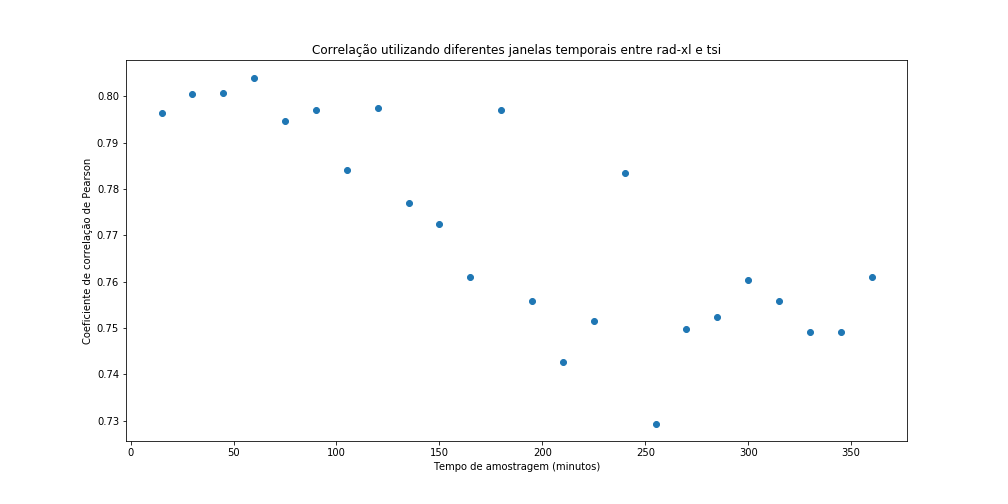 Correlação utilizando diferentes janelas temporais entre rad-xl e tsi
Coeficiente de correlação de Pearson
0.80
0.79
0.78
0.77
0.76
0.75
0.74
0.73
0 50 100 150 200 250 300 350
Tempo de amostragem (minutos)